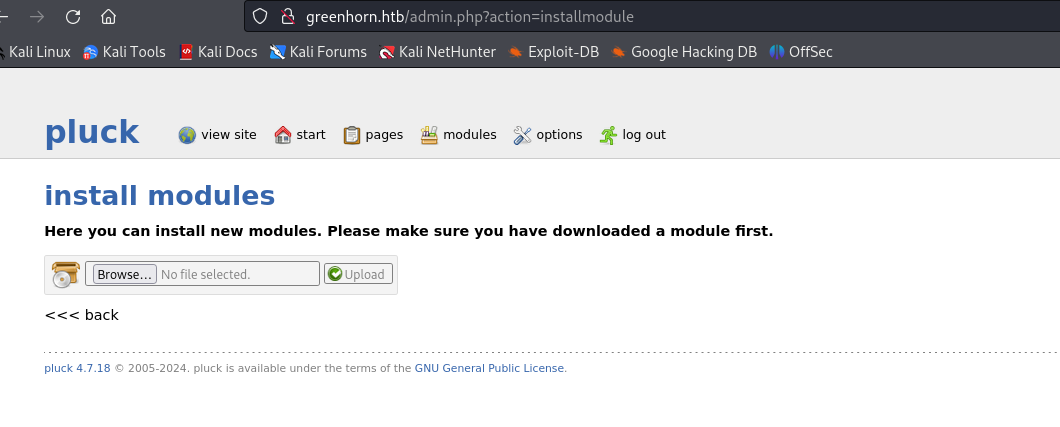 greenhorn.htb/admin.php?action=installmodule
Kali Linux Kali Tools Kali Docs Kali Forums Kali NetHunter Exploit-DB Google Hacking DB OffSec
pluck view site start pages modules options log out
install modules
Here you can install new modules. Please make sure you have downloaded a module first.
Browse... No file selected. Upload
<<< back
pluck 4.7.18 © 2005-2024. pluck is available under the terms of the GNU General Public License.